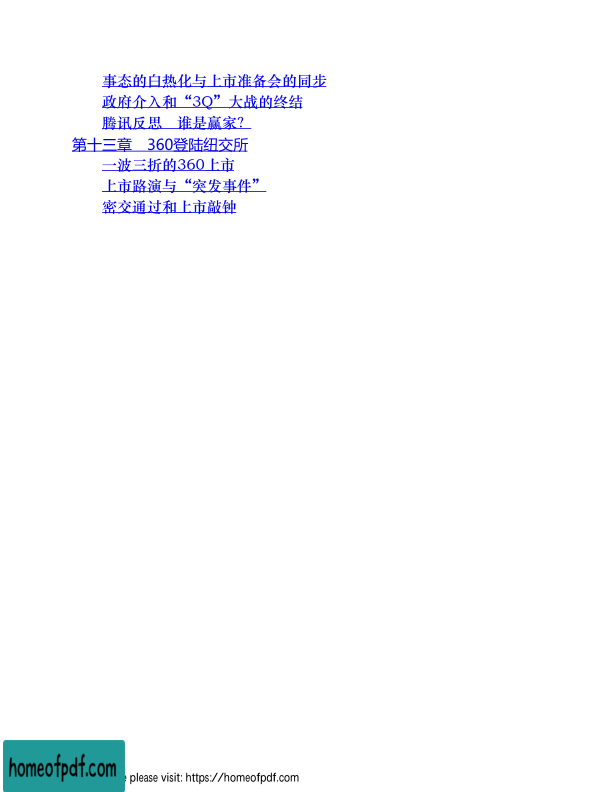 事态的白热化与上市准备会的同步
政府介入和“3Q”大战的终结
腾讯反思　谁是赢家？
第十三章　360登陆纽交所
一波三折的360上市
上市路演与“突发事件”
密交通过和上市敲钟
homeofpdf.com
e please visit: https://homeofpdf.com